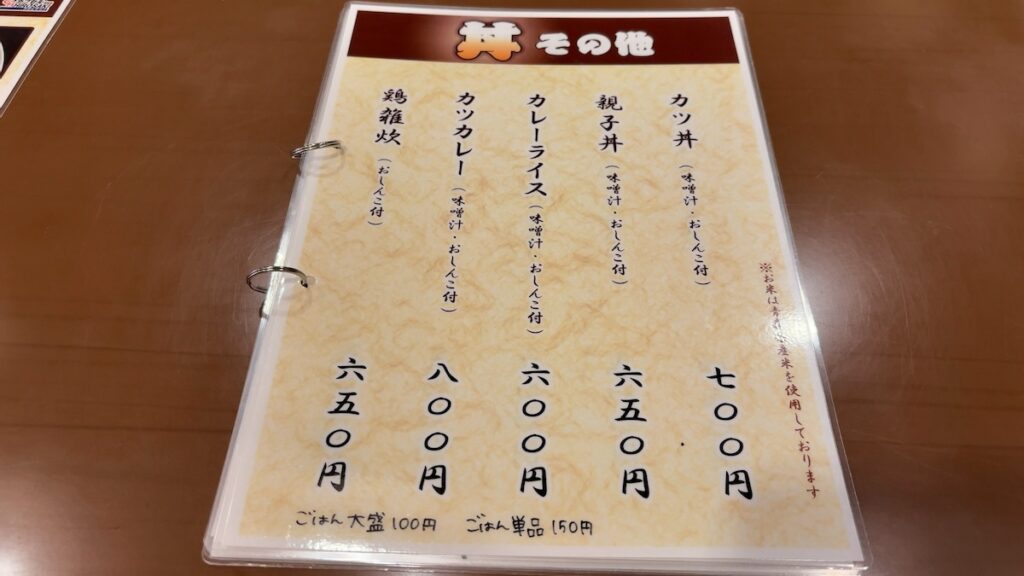 丼 その他
※お米は青森県産米を使用しております
カツ丼(味噌汁・おしんこ付) 七〇〇円
親子丼(味噌汁・おしんこ付) 六五〇円
カレーライス(味噌汁・おしんこ付) 六〇〇円
カツカレー(味噌汁・おしんこ付) 八〇〇円
鶏雑炊(おしんこ付) 六五〇円
ごはん大盛100円 ごはん単品150円